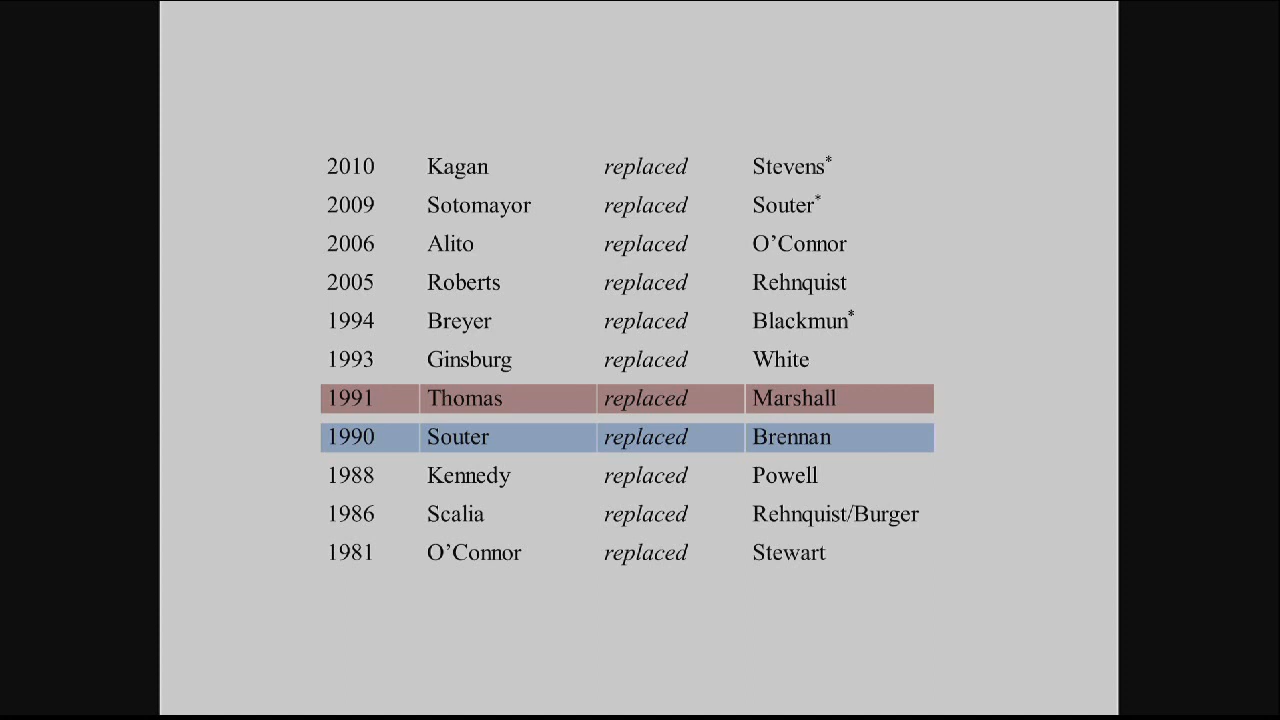 2010 Kagan replaced Stevens*
2009 Sotomayor replaced Souter*
2006 Alito replaced O’Connor
2005 Roberts replaced Rehnquist
1994 Breyer replaced Blackmun*
1993 Ginsburg replaced White
1991 Thomas replaced Marshall
1990 Souter replaced Brennan
1988 Kennedy replaced Powell
1986 Scalia replaced Rehnquist/Burger
1981 O’Connor replaced Stewart